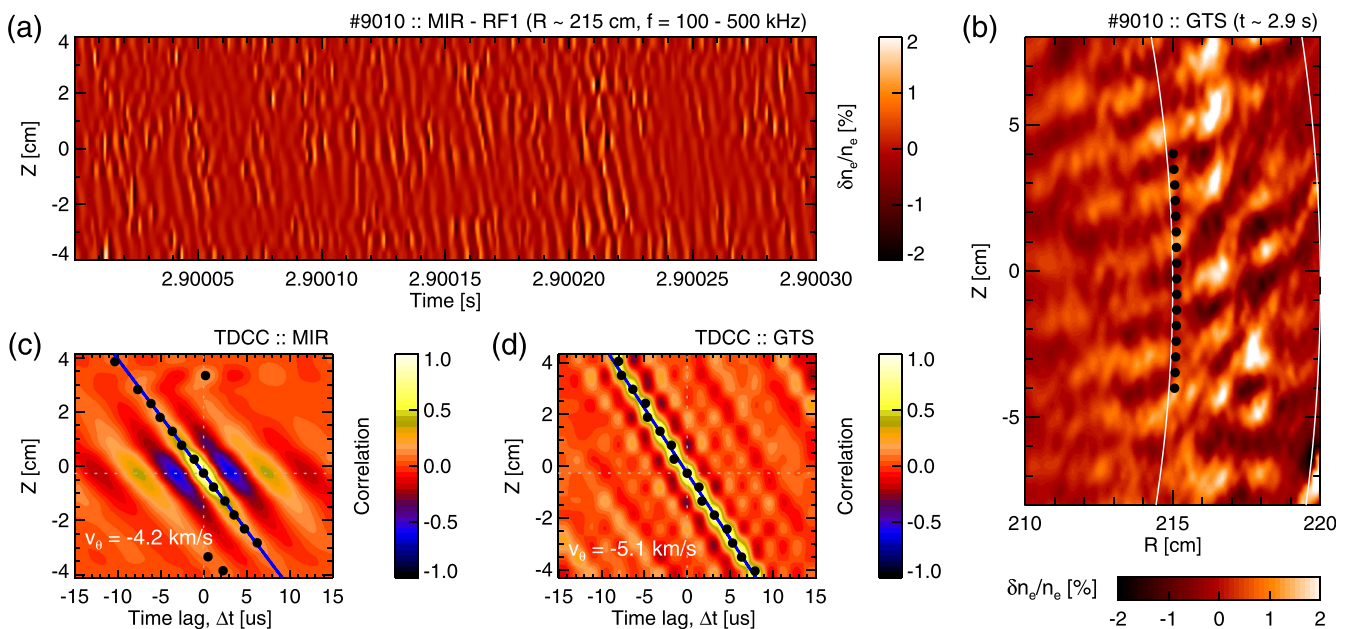 (a)
#9010 :: MIR - RF1 (R ~ 215 cm, f = 100 - 500 kHz)
4
2
0
-2
-4
Z [cm]
2.90005
2.90010
2.90015
2.90020
2.90025
2.90030
Time [s]
2
1
0
-1
-2
δnₑ/nₑ [%]
(b)
#9010 :: GTS (t ~ 2.9 s)
5
0
-5
Z [cm]
210
215
220
R [cm]
δnₑ/nₑ [%]
-2
-1
0
1
2
(c)
TDCC :: MIR
4
2
0
-2
-4
Z [cm]
v_θ = -4.2 km/s
-15
-10
-5
0
5
10
15
Time lag, Δt [us]
1.0
0.5
0.0
-0.5
-1.0
Correlation
(d)
TDCC :: GTS
4
2
0
-2
-4
Z [cm]
v_θ = -5.1 km/s
-15
-10
-5
0
5
10
15
Time lag, Δt [us]
1.0
0.5
0.0
-0.5
-1.0
Correlation